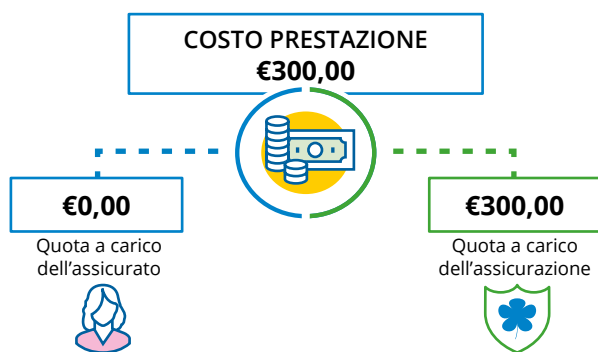 COSTO PRESTAZIONE
€300,00
€0,00
Quota a carico
dell’assicurato
€300,00
Quota a carico
dell’assicurazione